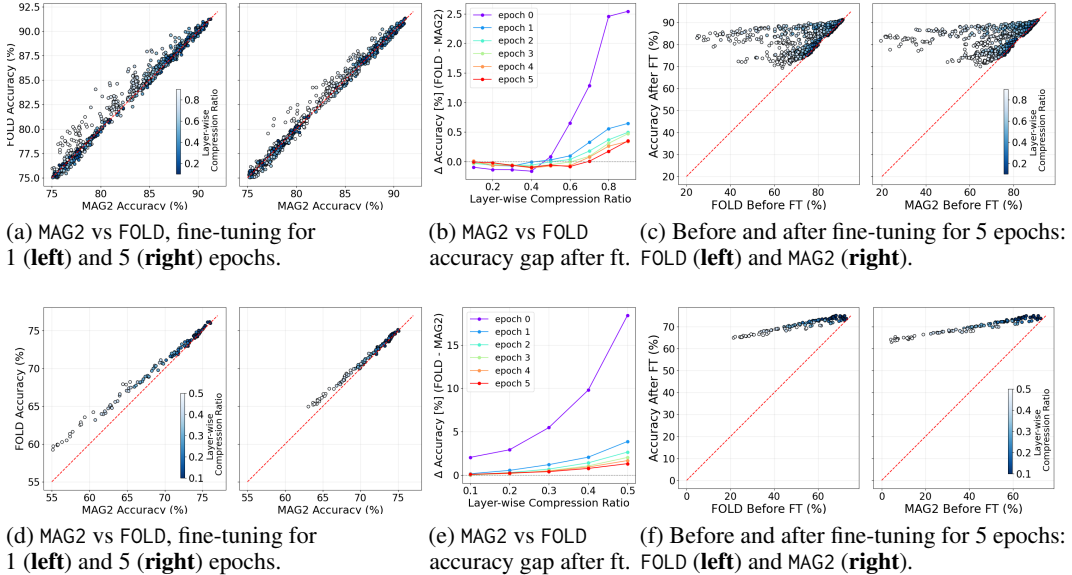 92.5
90.0
87.5
85.0
82.5
80.0
77.5
75.0
FOLD Accuracy (%)
75
80
85
90
MAG2 Accuracy (%)
0.8
0.6
0.4
0.2
Layer-wise
Compression Ratio
75
80
85
90
MAG2 Accuracy (%)
2.5
2.0
1.5
1.0
0.5
0.0
Δ Accuracy [%] (FOLD - MAG2)
epoch 0
epoch 1
epoch 2
epoch 3
epoch 4
epoch 5
0.2
0.4
0.6
0.8
Layer-wise Compression Ratio
90
80
70
60
50
40
30
20
Accuracy After FT (%)
20
40
60
80
FOLD Before FT (%)
20
40
60
80
MAG2 Before FT (%)
0.8
0.6
0.4
0.2
Layer-wise
Compression Ratio
(a) MAG2 vs FOLD, fine-tuning for
1 (left) and 5 (right) epochs.
(b) MAG2 vs FOLD
accuracy gap after ft.
(c) Before and after fine-tuning for 5 epochs:
FOLD (left) and MAG2 (right).
75
70
65
60
55
FOLD Accuracy (%)
55
60
65
70
75
MAG2 Accuracy (%)
0.5
0.4
0.3
0.2
0.1
Layer-wise
Compression Ratio
55
60
65
70
75
MAG2 Accuracy (%)
15
10
5
0
Δ Accuracy [%] (FOLD - MAG2)
epoch 0
epoch 1
epoch 2
epoch 3
epoch 4
epoch 5
0.1
0.2
0.3
0.4
0.5
Layer-wise Compression Ratio
70
60
50
40
30
20
10
0
Accuracy After FT (%)
0
20
40
60
FOLD Before FT (%)
0
20
40
60
MAG2 Before FT (%)
0.5
0.4
0.3
0.2
0.1
Layer-wise
Compression Ratio
(d) MAG2 vs FOLD, fine-tuning for
1 (left) and 5 (right) epochs.
(e) MAG2 vs FOLD
accuracy gap after ft.
(f) Before and after fine-tuning for 5 epochs:
FOLD (left) and MAG2 (right).